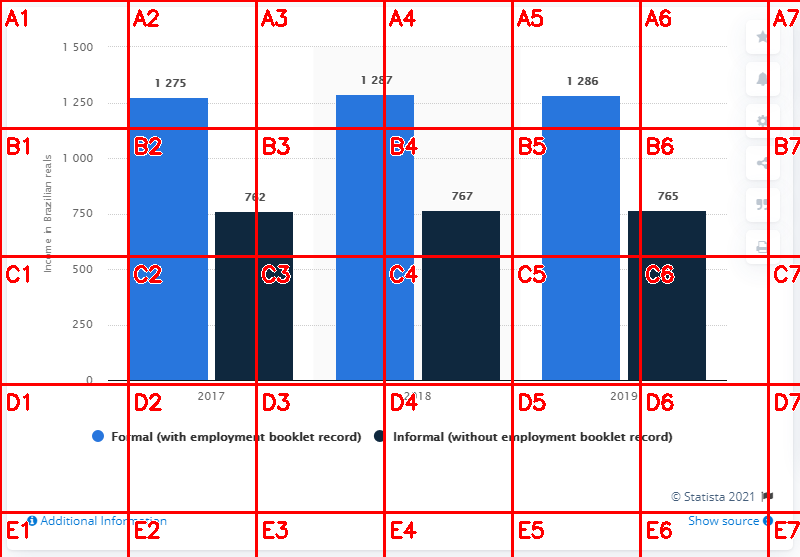 A1 A2 A3 A4 A5 A6 A7
1 500
1 275 1 287 1 286
1 250
B1 B2 B3 B4 B5 B6 B7
1 000
Income in Brazilian reals
762 767 765
750
C1 C2 C3 C4 C5 C6 C7
500
250
0
2017 2018 2019
D1 D2 D3 D4 D5 D6 D7
Formal (with employment booklet record) Informal (without employment booklet record)
© Statista 2021
E1 E2 E3 E4 E5 E6 E7
Additional Information Show source